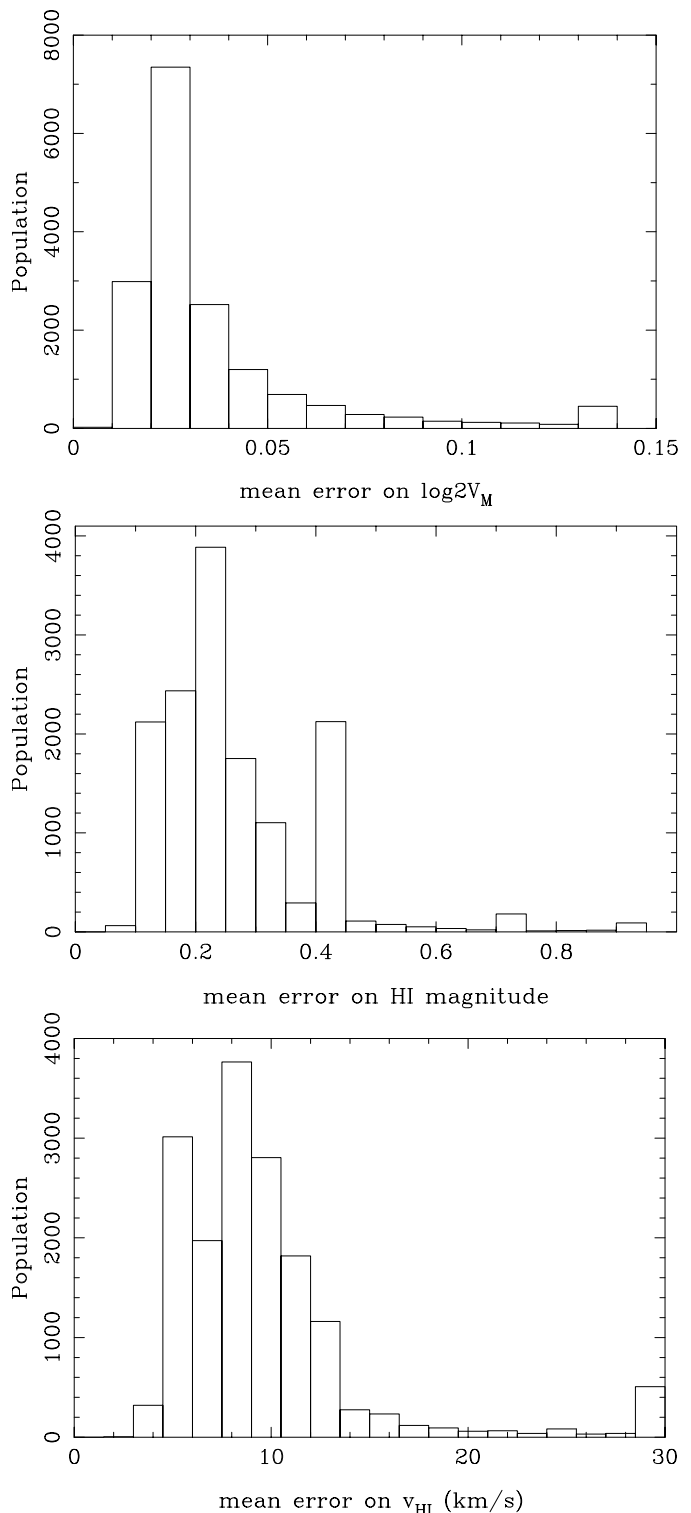 8000
6000
4000
2000
0
Population
0 0.05 0.1 0.15
mean error on log2V_M
4000
3000
2000
1000
0
Population
0 0.2 0.4 0.6 0.8
mean error on HI magnitude
4000
3000
2000
1000
0
Population
0 10 20 30
mean error on v_HI (km/s)